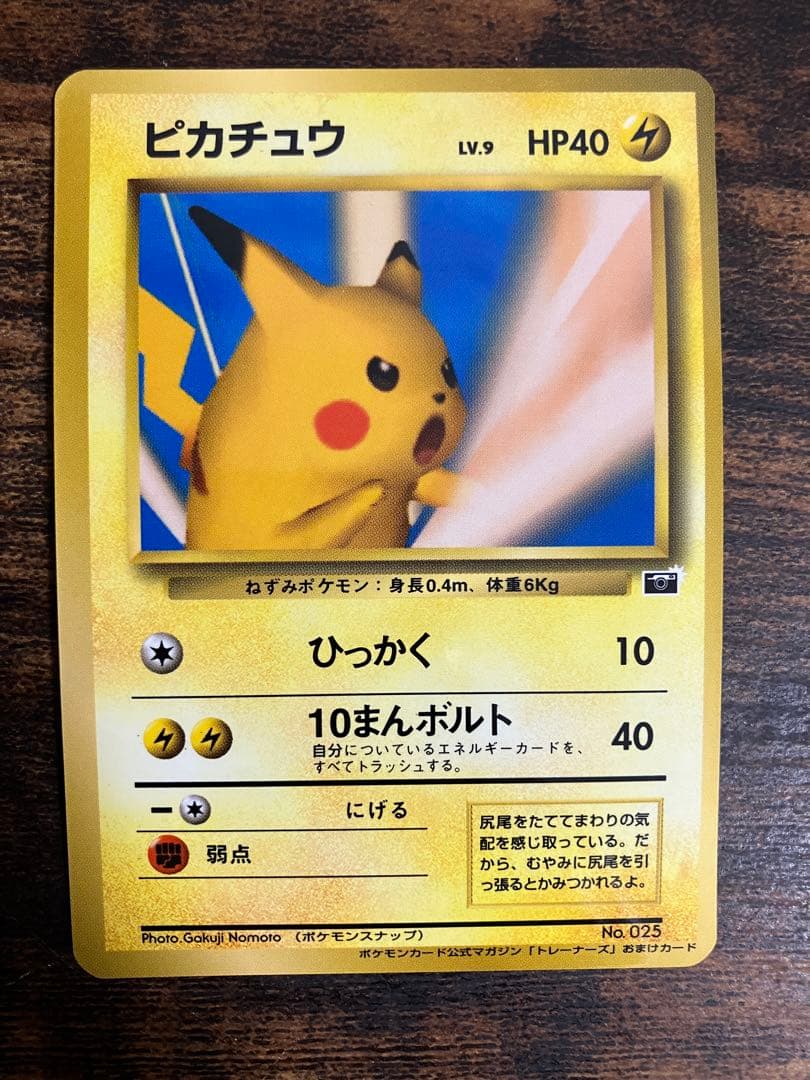 ピカチュウ LV.9 HP40
ねずみポケモン：身長0.4m、体重6Kg
ひっかく 10
10まんボルト 40
自分についているエネルギーカードを、
すべてトラッシュする。
にげる
弱点
尻尾をたててまわりの気
配を感じ取っている。だ
から、むやみに尻尾を引
っ張るとかみつかれるよ。
Photo.Gakuji Nomoto （ポケモンスナップ） No. 025
ポケモンカード公式マガジン「トレーナーズ」おまけカード